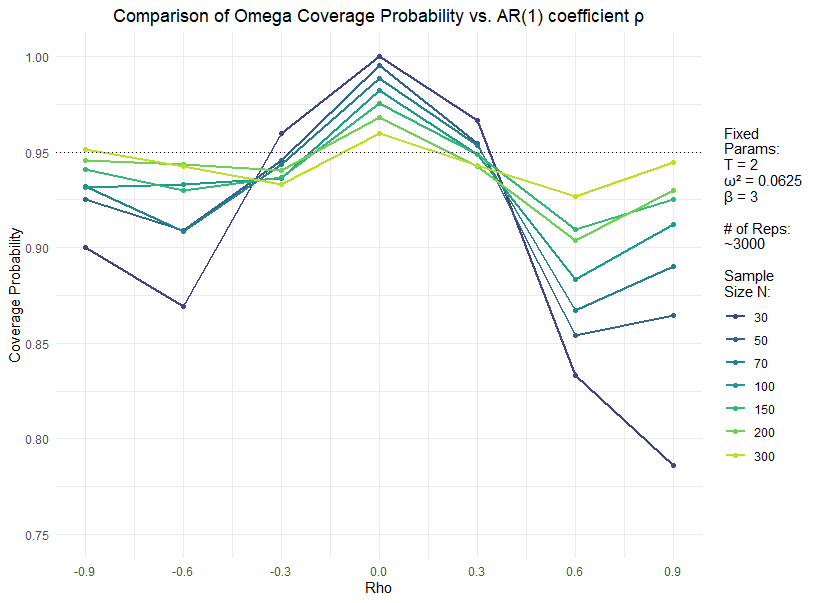 Comparison of Omega Coverage Probability vs. AR(1) coefficient ρ
Coverage Probability
1.00
0.95
0.90
0.85
0.80
0.75
-0.9
-0.6
-0.3
0.0
0.3
0.6
0.9
Rho
Fixed
Params:
T = 2
ω² = 0.0625
β = 3
# of Reps:
~3000
Sample
Size N:
30
50
70
100
150
200
300